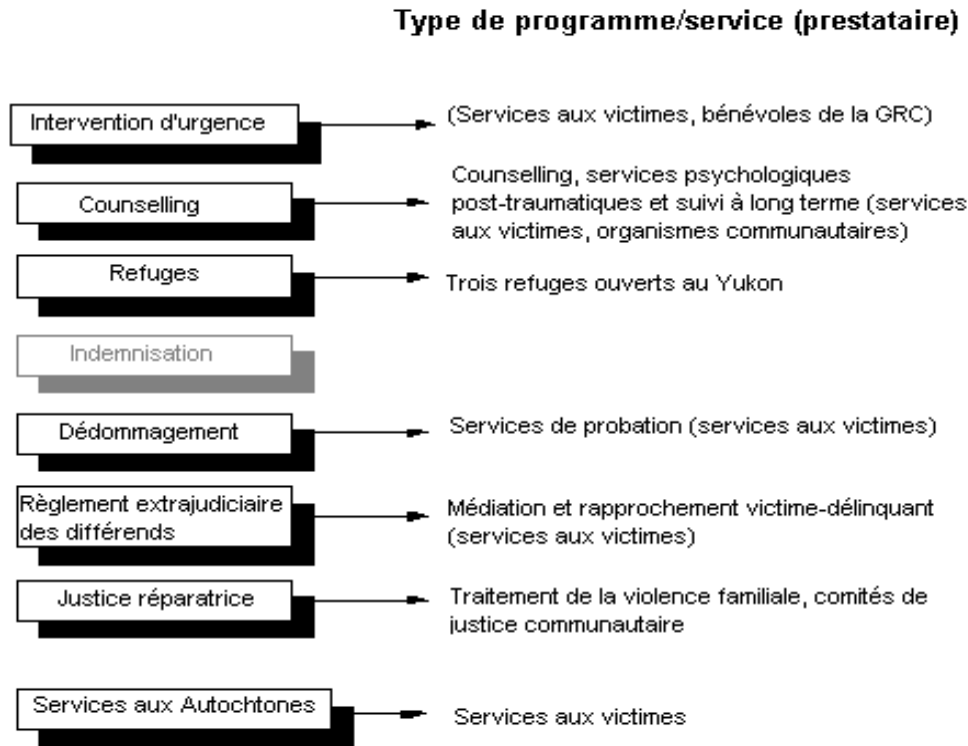 Type de programme/service (prestataire)
Intervention d'urgence
(Services aux victimes, bénévoles de la GRC)
Counselling
Counselling, services psychologiques
post-traumatiques et suivi à long terme (services
aux victimes, organismes communautaires)
Refuges
Trois refuges ouverts au Yukon
Indemnisation
Dédommagement
Services de probation (services aux victimes)
Règlement extrajudiciaire
des différends
Médiation et rapprochement victime-délinquant
(services aux victimes)
Justice réparatrice
Traitement de la violence familiale, comités de
justice communautaire
Services aux Autochtones
Services aux victimes